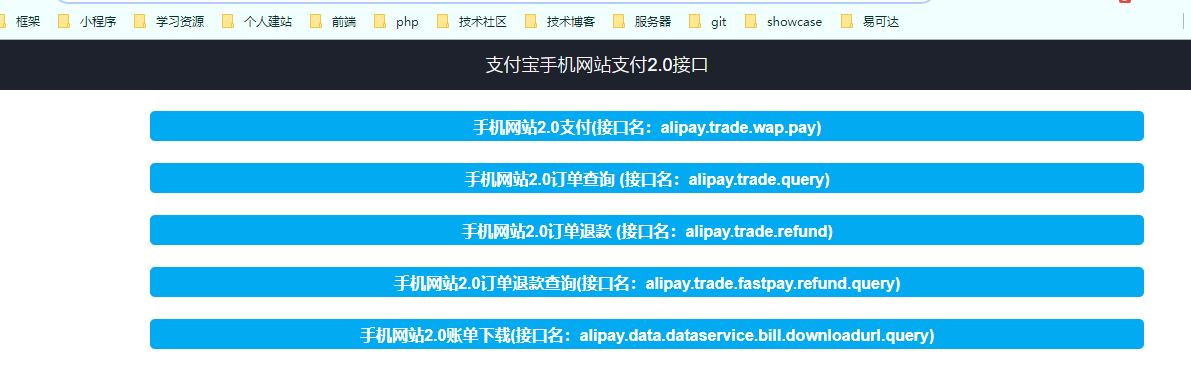 框架 小程序 学习资源 个人建站 前端 php 技术社区 技术博客 服务器 git showcase 易可达
支付宝手机网站支付2.0接口
手机网站2.0支付(接口名：alipay.trade.wap.pay)
手机网站2.0订单查询 (接口名：alipay.trade.query)
手机网站2.0订单退款 (接口名：alipay.trade.refund)
手机网站2.0订单退款查询(接口名：alipay.trade.fastpay.refund.query)
手机网站2.0账单下载(接口名：alipay.data.dataservice.bill.downloadurl.query)